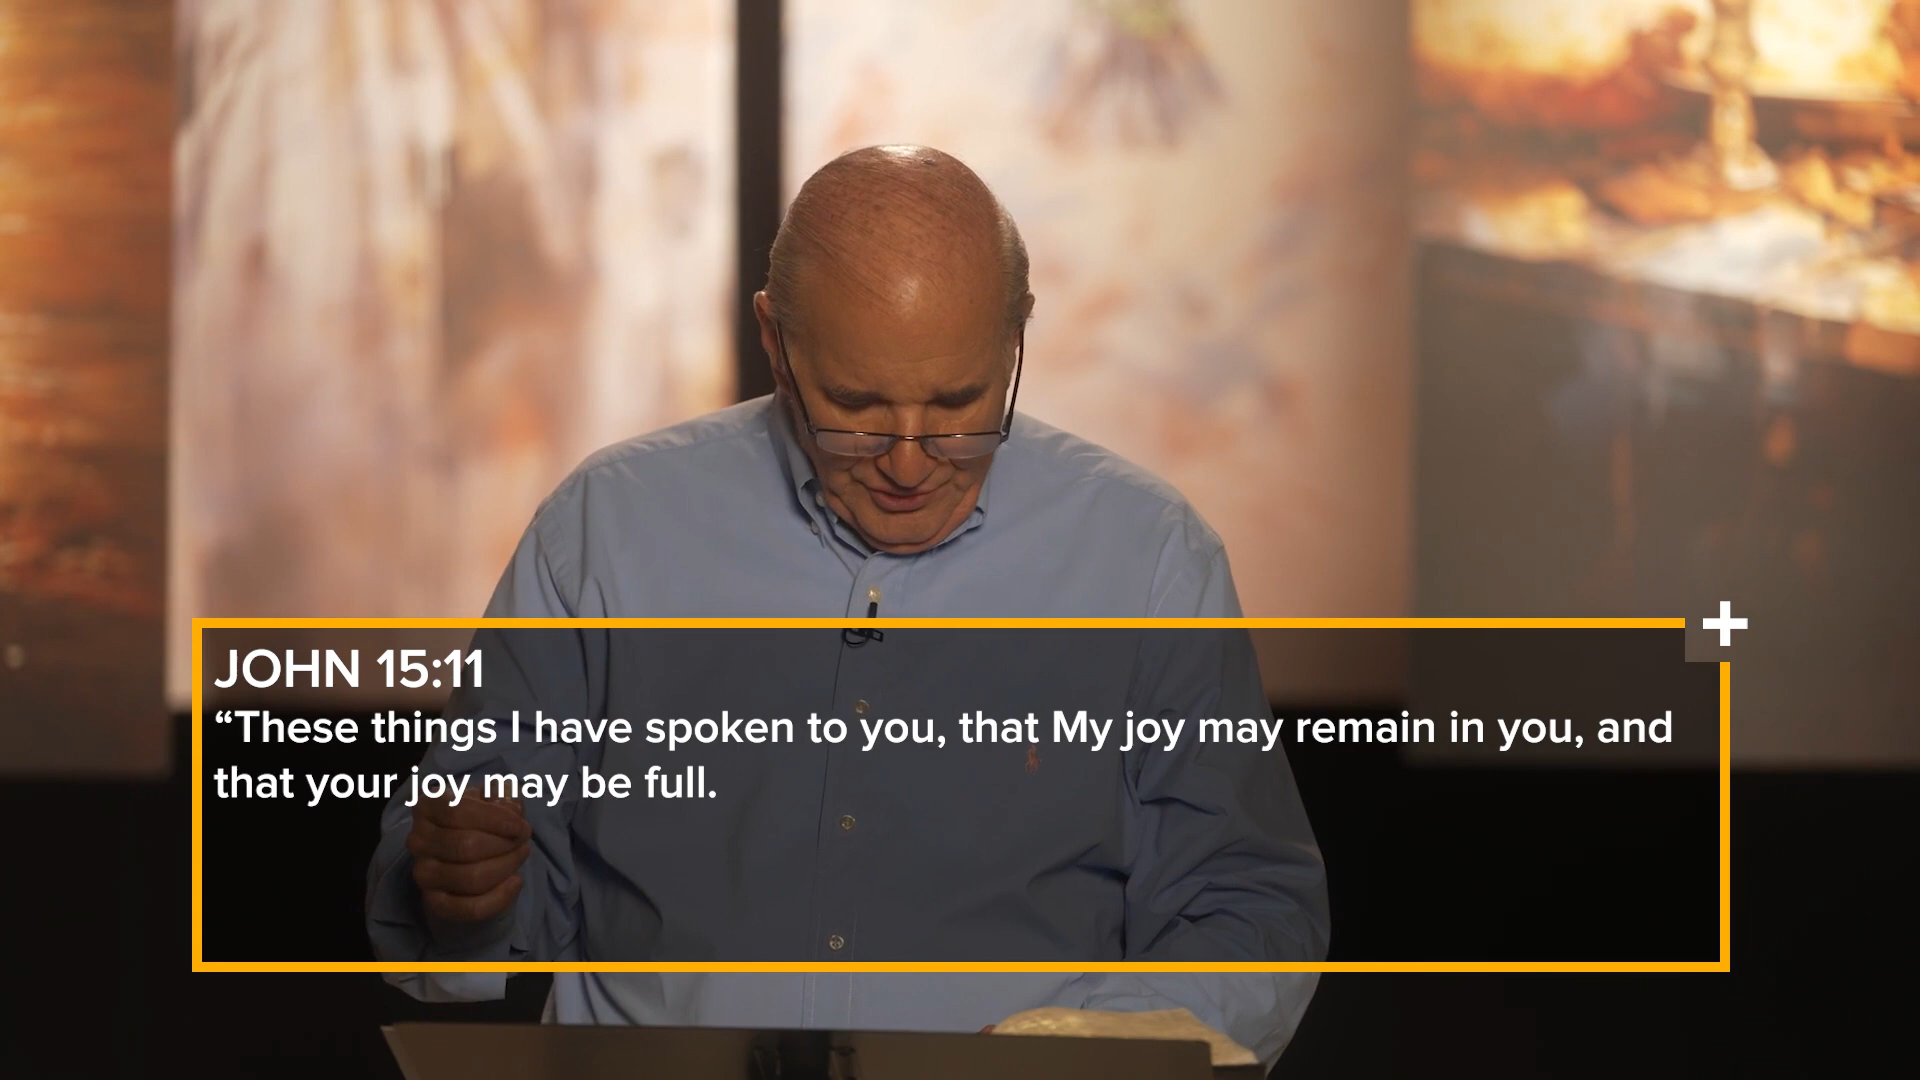 JOHN 15:11
“These things I have spoken to you, that My joy may remain in you, and
that your joy may be full.